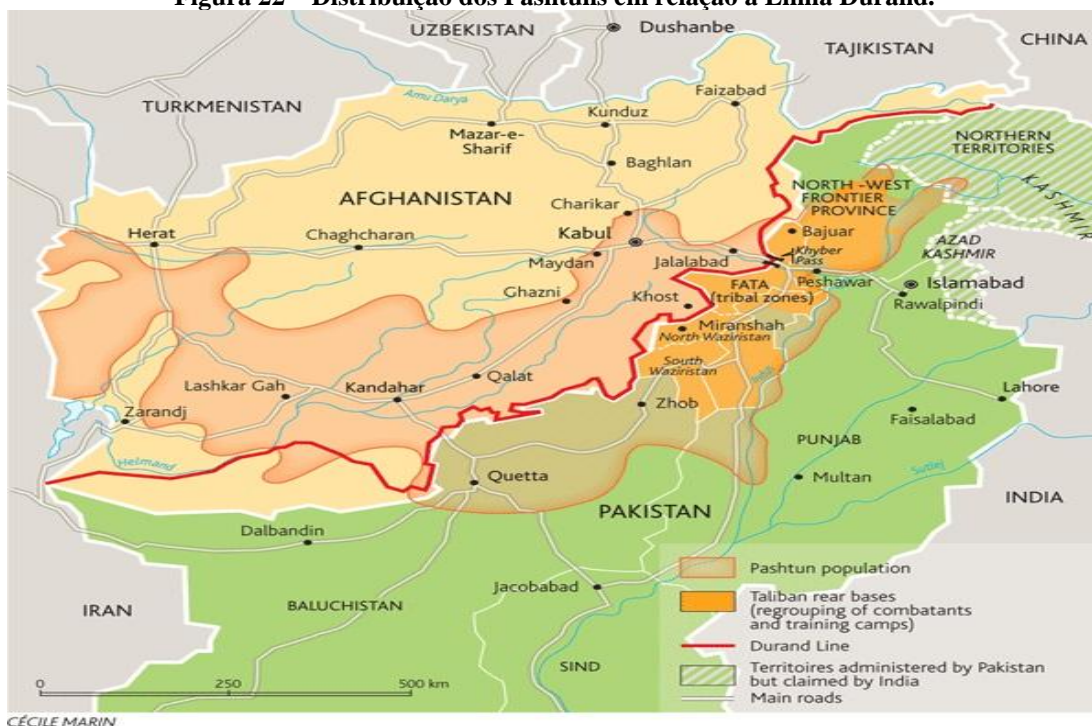 Figura 22 – Distribuição dos Pashtuns em relação à Linha Durand.
UZBEKISTAN
Dushanbe
TAJIKISTAN
CHINA
TURKMENISTAN
Amu Darya
Faizabad
Kunduz
Mazar-e-
Sharif
Baghlan
NORTHERN
TERRITORIES
KASHMIR
AFGHANISTAN
NORTH-WEST
FRONTIER
PROVINCE
Charikar
Bajuar
Herat
Chaghcharan
Kabul
Khyber
Pass
AZAD
KASHMIR
Maydan
Jalalabad
Peshawar
Islamabad
Ghazni
Khost
FATA
(tribal zones)
Rawalpindi
Miranshah
North Waziristan
South
Waziristan
Lashkar Gah
Kandahar
Qalat
Zhob
Lahore
Faisalabad
Zarandj
PUNJAB
Helmand
Quetta
Multan
Sutlej
PAKISTAN
INDIA
Dalbandin
Jacobabad
IRAN
BALUCHISTAN
SIND
Pashtun population
Taliban rear bases
(regrouping of combatants
and training camps)
Durand Line
Territoires administered by Pakistan
but claimed by India
Main roads
0 250 500 km
CÉCILE MARIN